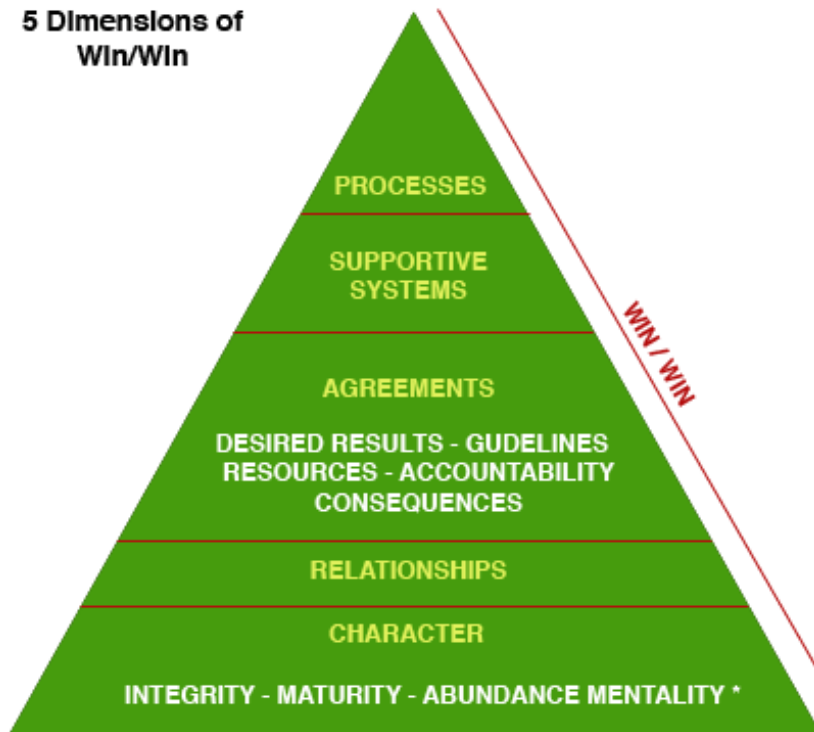 5 Dimensions of
Win/Win
PROCESSES
SUPPORTIVE
SYSTEMS
WIN / WIN
AGREEMENTS
DESIRED RESULTS - GUDELINES
RESOURCES - ACCOUNTABILITY
CONSEQUENCES
RELATIONSHIPS
CHARACTER
INTEGRITY - MATURITY - ABUNDANCE MENTALITY *